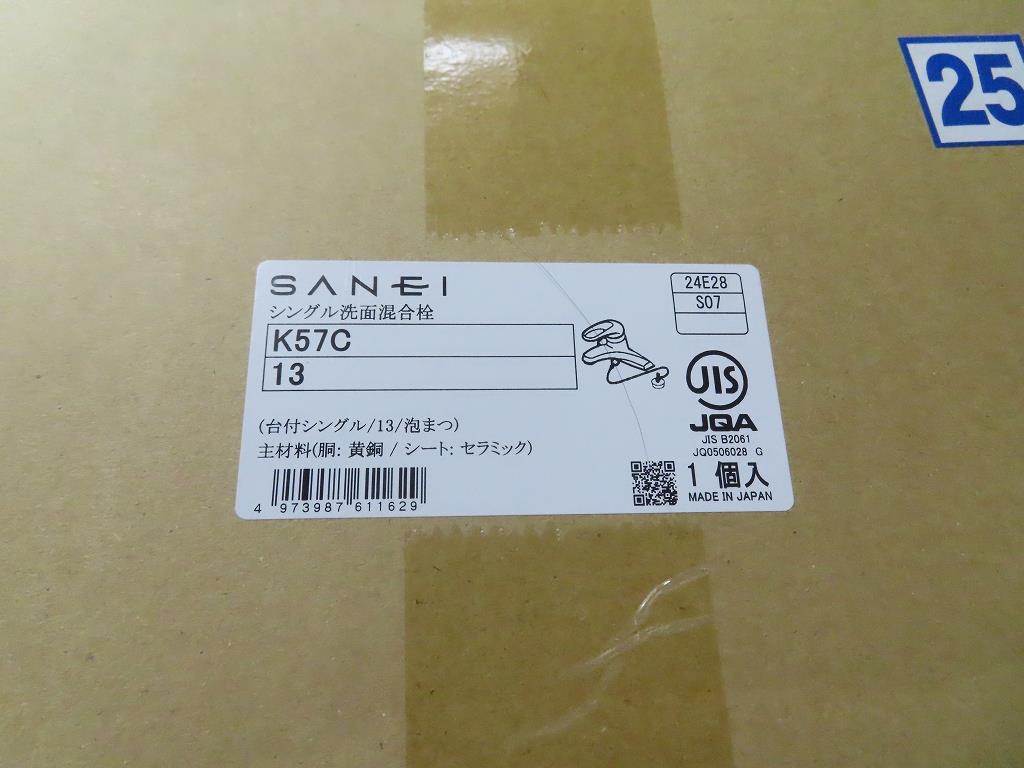 25
SANEI
シングル洗面混合栓
K57C
13
24E28
S07
(台付シングル/13/泡まつ)
主材料(胴: 黄銅 / シート: セラミック)
4 973987 611629
JIS
JQA
JIS B2061
JQ0506028 G
1 個入
MADE IN JAPAN